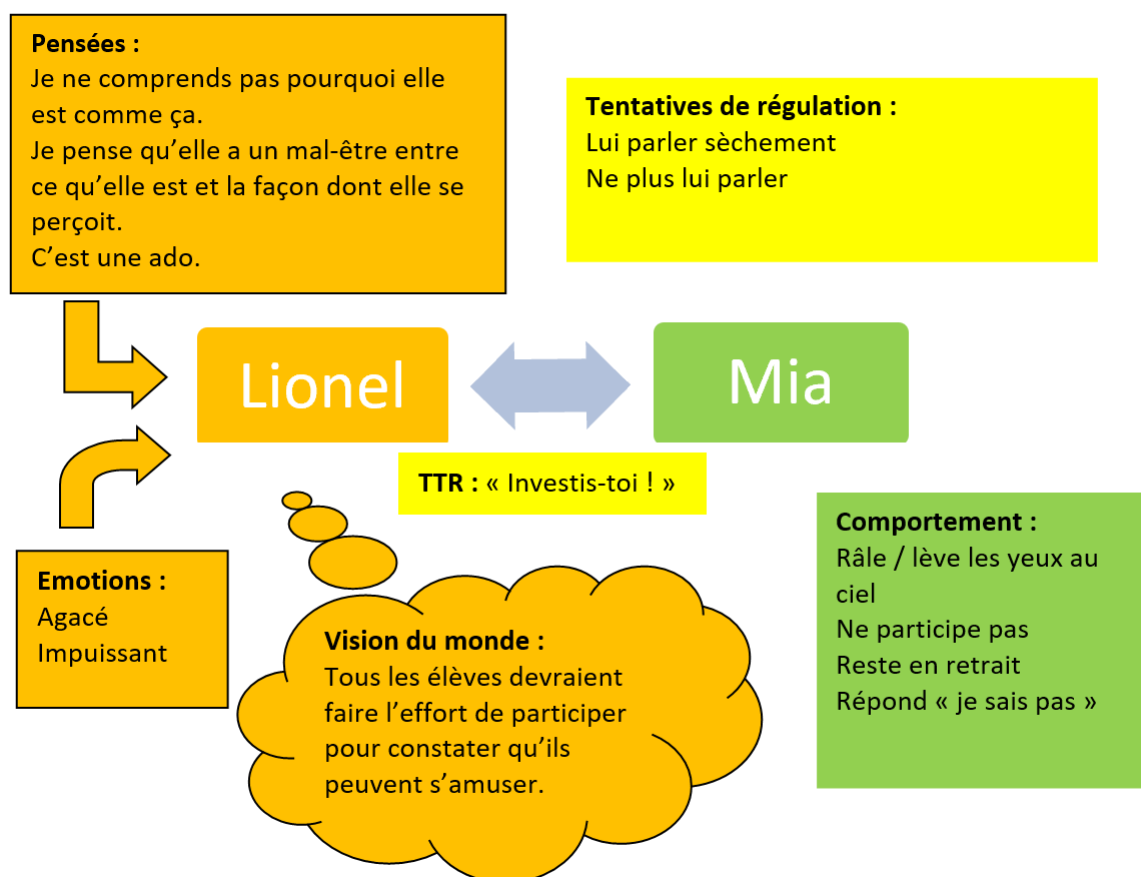 Pensées :
Je ne comprends pas pourquoi elle
est comme ça.
Je pense qu’elle a un mal-être entre
ce qu’elle est et la façon dont elle se
perçoit.
C’est une ado.
Tentatives de régulation :
Lui parler sèchement
Ne plus lui parler
Lionel
Mia
TTR : « Investis-toi ! »
Emotions :
Agacé
Impuissant
Vision du monde :
Tous les élèves devraient
faire l’effort de participer
pour constater qu’ils
peuvent s’amuser.
Comportement :
Râle / lève les yeux au
ciel
Ne participe pas
Reste en retrait
Répond « je sais pas »